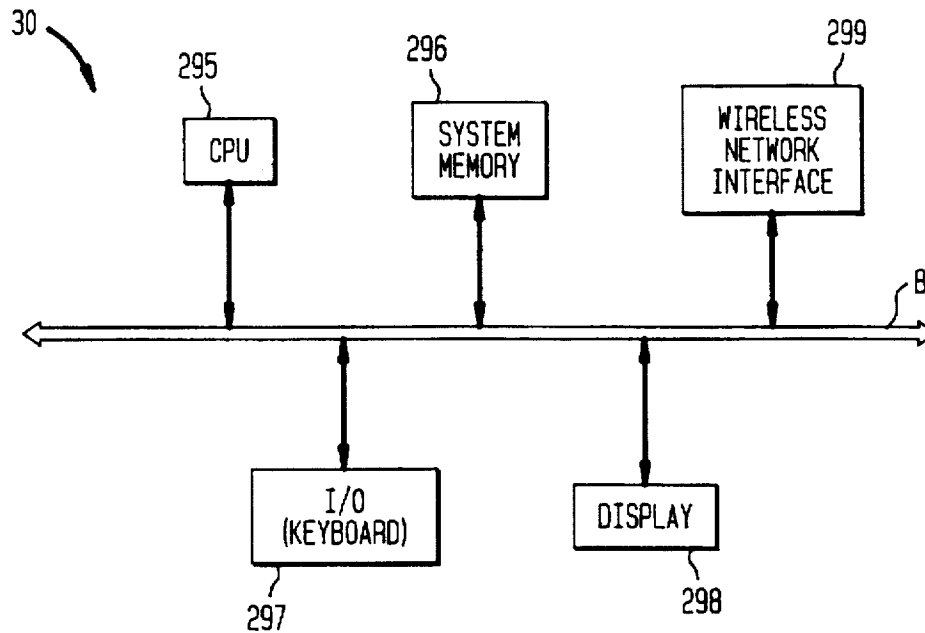 30
295
296
299
CPU
SYSTEM
MEMORY
WIRELESS
NETWORK
INTERFACE
B
I/O
(KEYBOARD)
DISPLAY
297
298